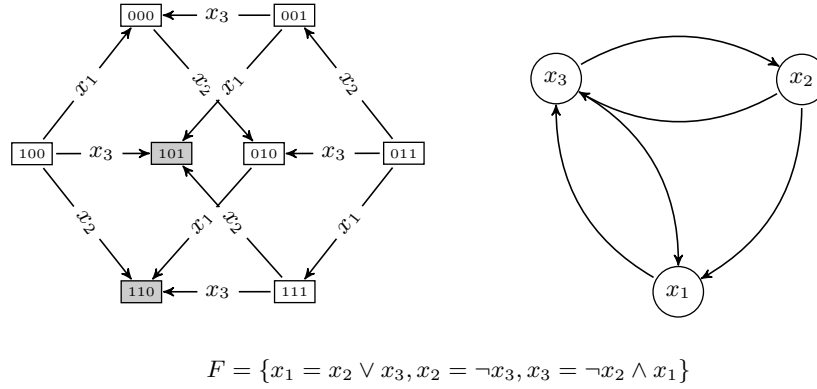 000 x₃ 001
x₁ x₂ x₁ x₂
100 x₃ 101 010 x₃ 011
x₂ x₁ x₂ x₁
110 x₃ 111
x₃ x₂
x₁
F = {x₁ = x₂ ∨ x₃, x₂ = ¬x₃, x₃ = ¬x₂ ∧ x₁}